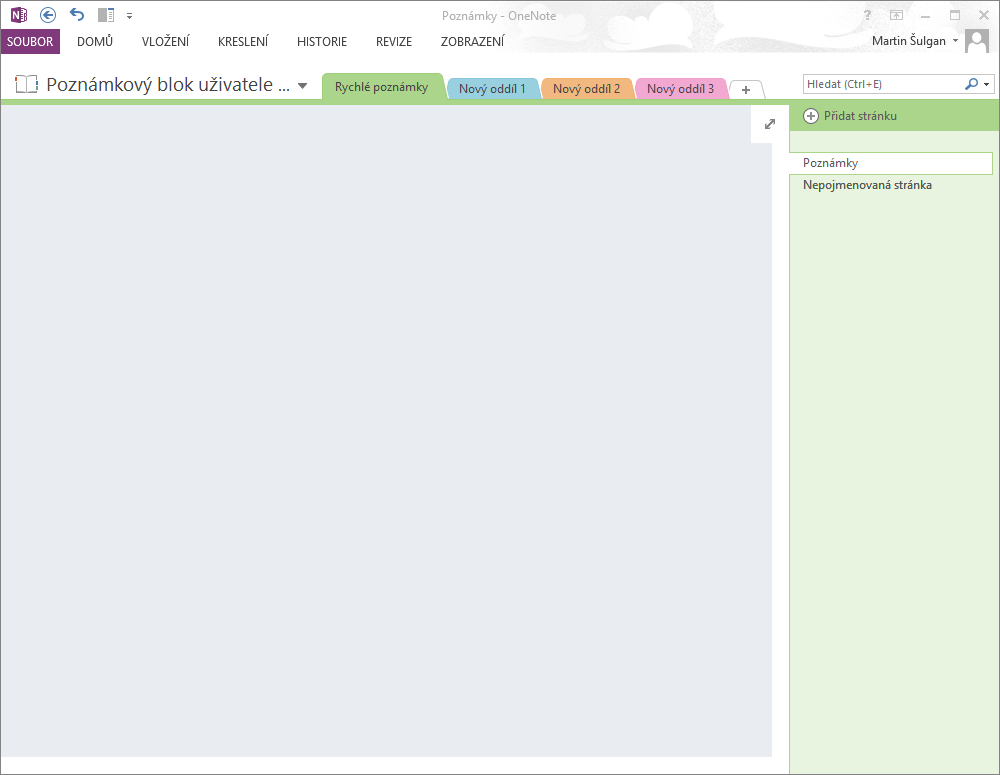 Poznámky - OneNote
SOUBOR DOMŮ VLOŽENÍ KRESLENÍ HISTORIE REVIZE ZOBRAZENÍ Martin Šulgan
Poznámkový blok uživatele ... Rychlé poznámky Nový oddíl 1 Nový oddíl 2 Nový oddíl 3 Hledat (Ctrl+E)
Přidat stránku
Poznámky
Nepojmenovaná stránka